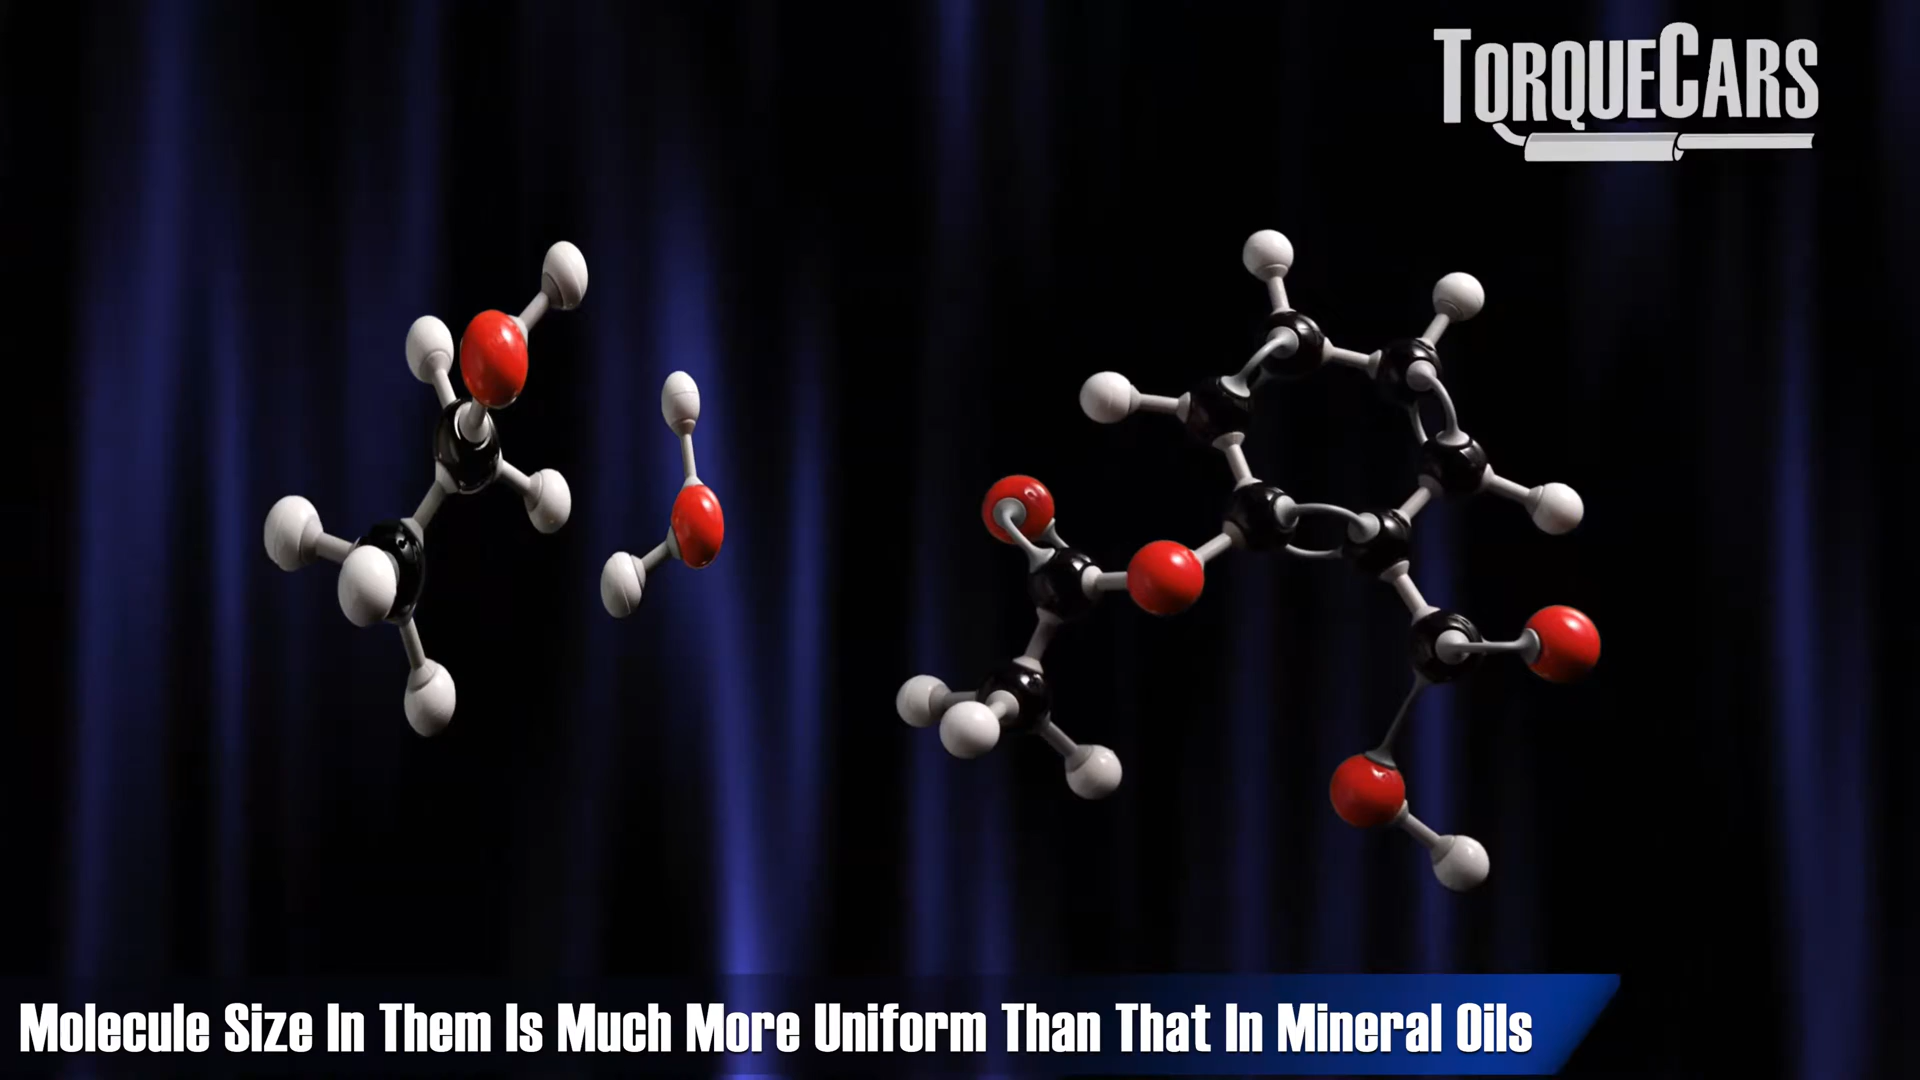 TorqueCars
Molecule Size In Them Is Much More Uniform Than That In Mineral Oils